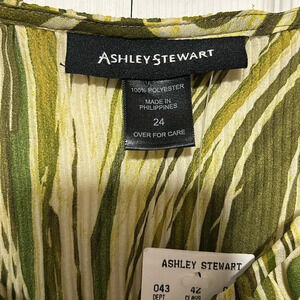 ASHLEY STEWART
100% POLYESTER
MADE IN
PHILIPPINES
24
OVER FOR CARE
ASHLEY STEWART
043 42
DEPT CLASS